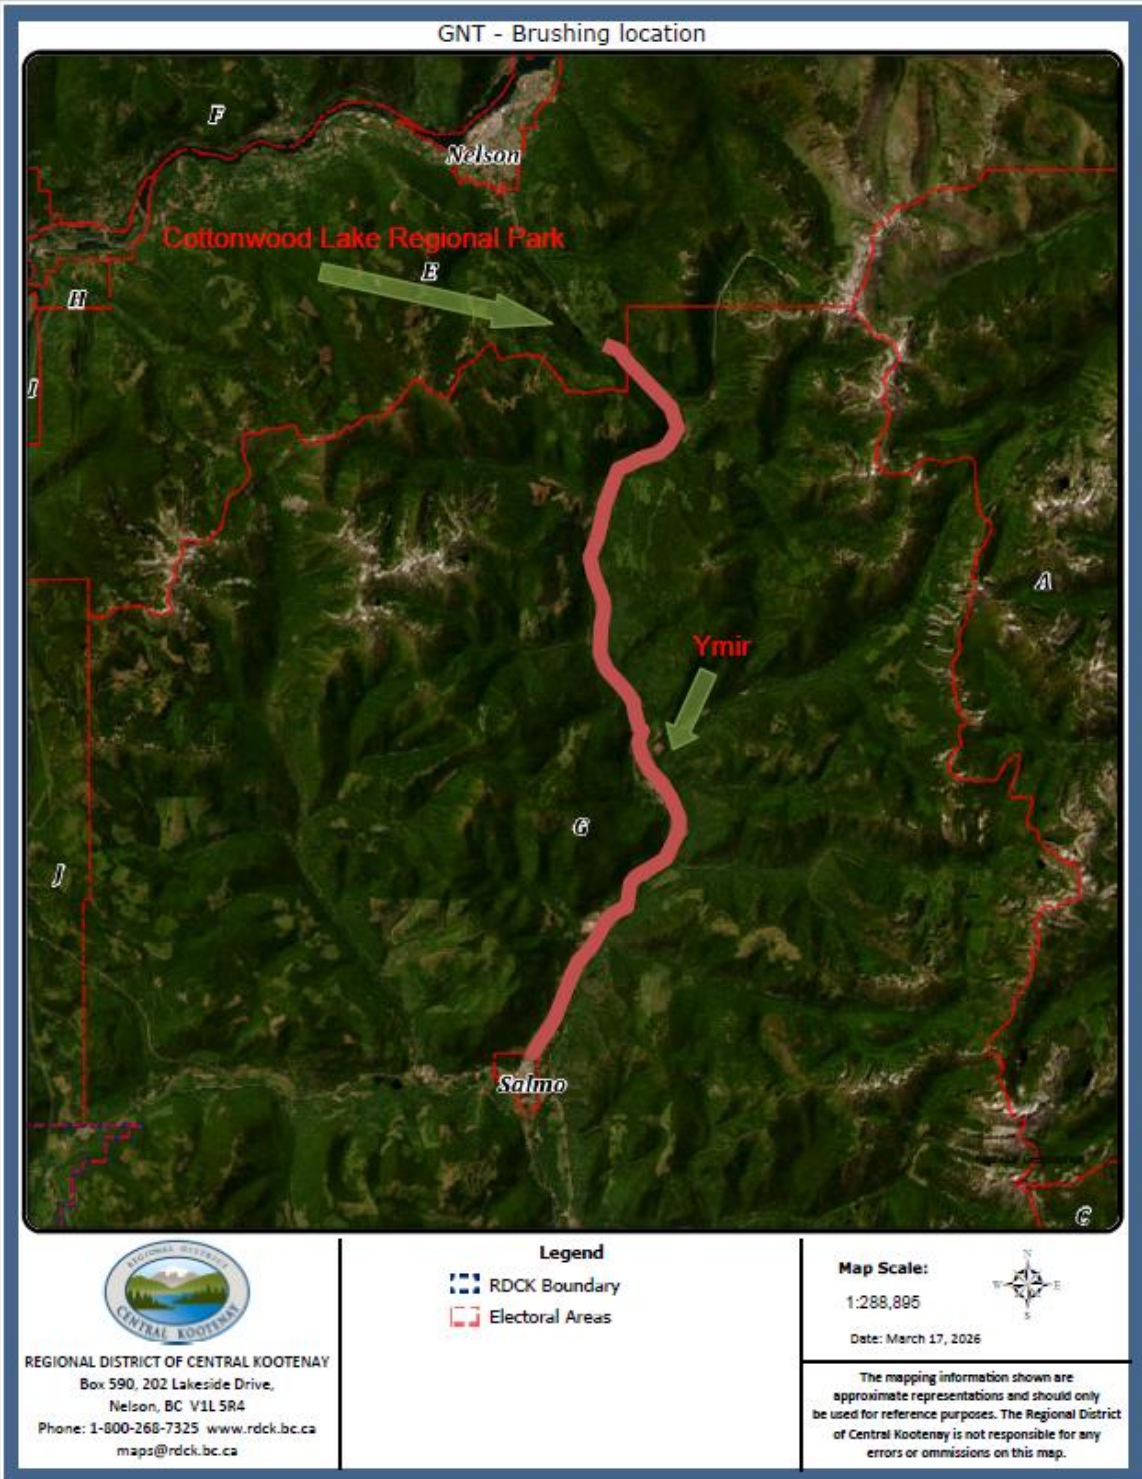 GNT - Brushing location
F
Nelson
Cottonwood Lake Regional Park
E
H
I
A
Ymir
G
J
Salmo
C
REGIONAL DISTRICT
CENTRAL KOOTENAY
REGIONAL DISTRICT OF CENTRAL KOOTENAY
Box 590, 202 Lakeside Drive,
Nelson, BC V1L 5R4
Phone: 1-800-268-7325 www.rdck.bc.ca
maps@rdck.bc.ca
Legend
RDCK Boundary
Electoral Areas
Map Scale:
1:288,895
N
W E
S
Date: March 17, 2026
The mapping information shown are
approximate representations and should only
be used for reference purposes. The Regional District
of Central Kootenay is not responsible for any
errors or ommissions on this map.